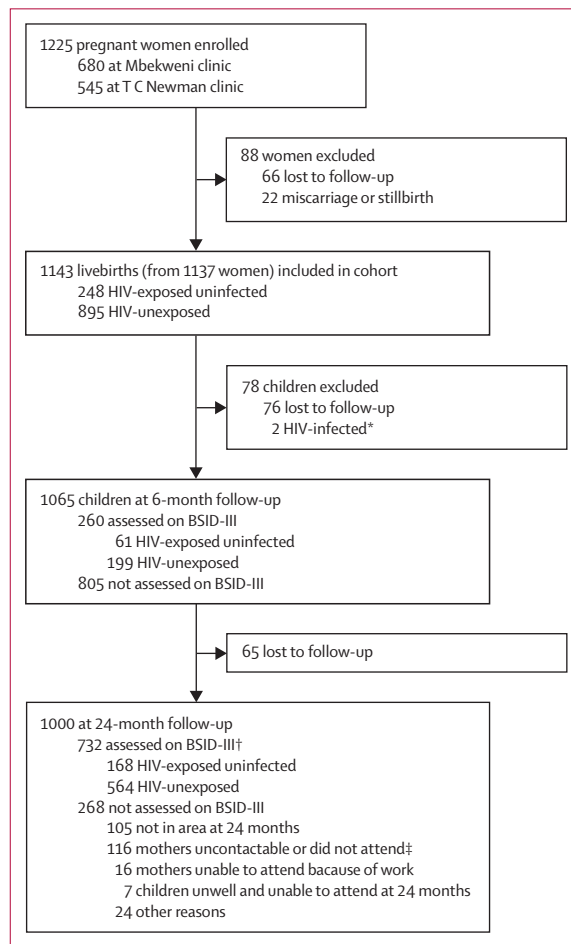 1225 pregnant women enrolled
680 at Mbekweni clinic
545 at T C Newman clinic
88 women excluded
66 lost to follow-up
22 miscarriage or stillbirth
1143 livebirths (from 1137 women) included in cohort
248 HIV-exposed uninfected
895 HIV-unexposed
78 children excluded
76 lost to follow-up
2 HIV-infected*
1065 children at 6-month follow-up
260 assessed on BSID-III
61 HIV-exposed uninfected
199 HIV-unexposed
805 not assessed on BSID-III
65 lost to follow-up
1000 at 24-month follow-up
732 assessed on BSID-III†
168 HIV-exposed uninfected
564 HIV-unexposed
268 not assessed on BSID-III
105 not in area at 24 months
116 mothers uncontactable or did not attend‡
16 mothers unable to attend bacause of work
7 children unwell and unable to attend at 24 months
24 other reasons